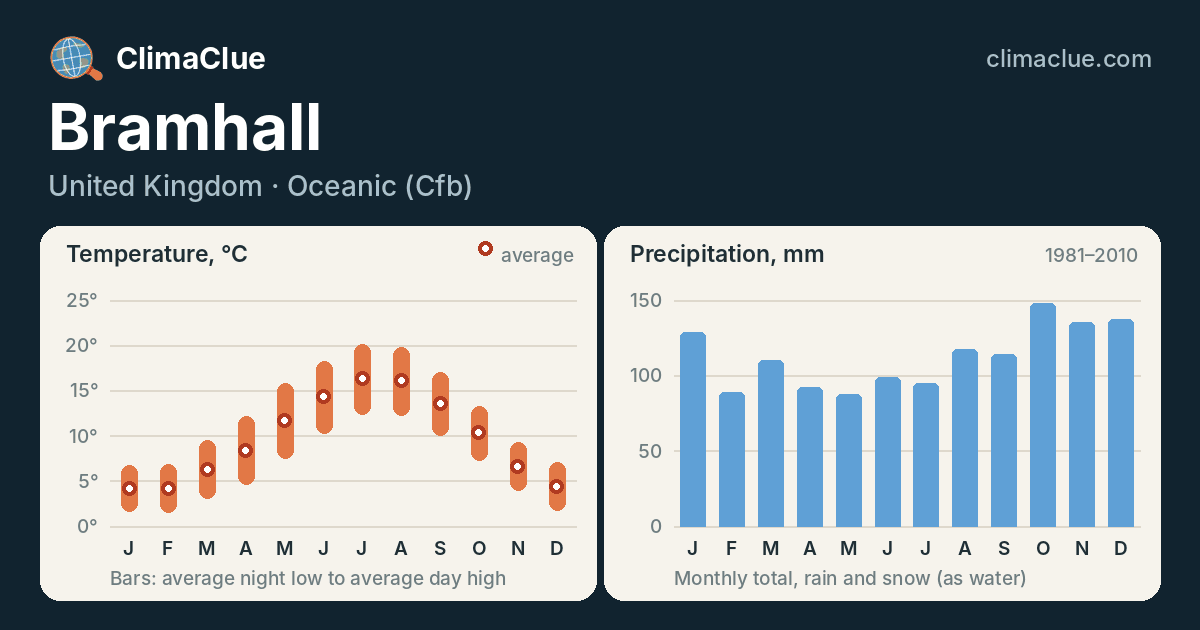 ClimaClue
climaclue.com
Bramhall
United Kingdom · Oceanic (Cfb)
Temperature, °C
average
25°
20°
15°
10°
5°
0°
J F M A M J J A S O N D
Bars: average night low to average day high
Precipitation, mm
1981–2010
150
100
50
0
J F M A M J J A S O N D
Monthly total, rain and snow (as water)